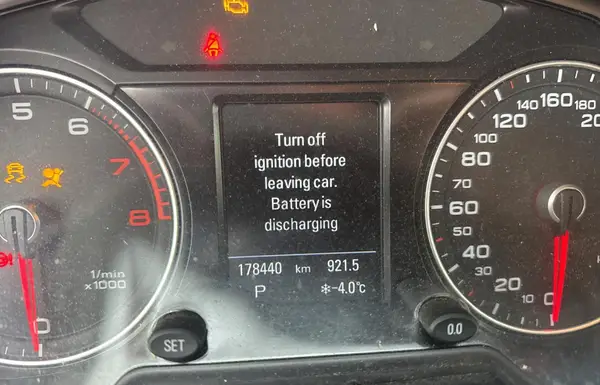 5
6
7
8
1/min
x1000
0
Turn off
ignition before
leaving car.
Battery is
discharging
178440 km 921.5
P ❄-4.0°c
SET
0.0
0
10
20
30
40
50
60
70
80
100
120
140
160
180